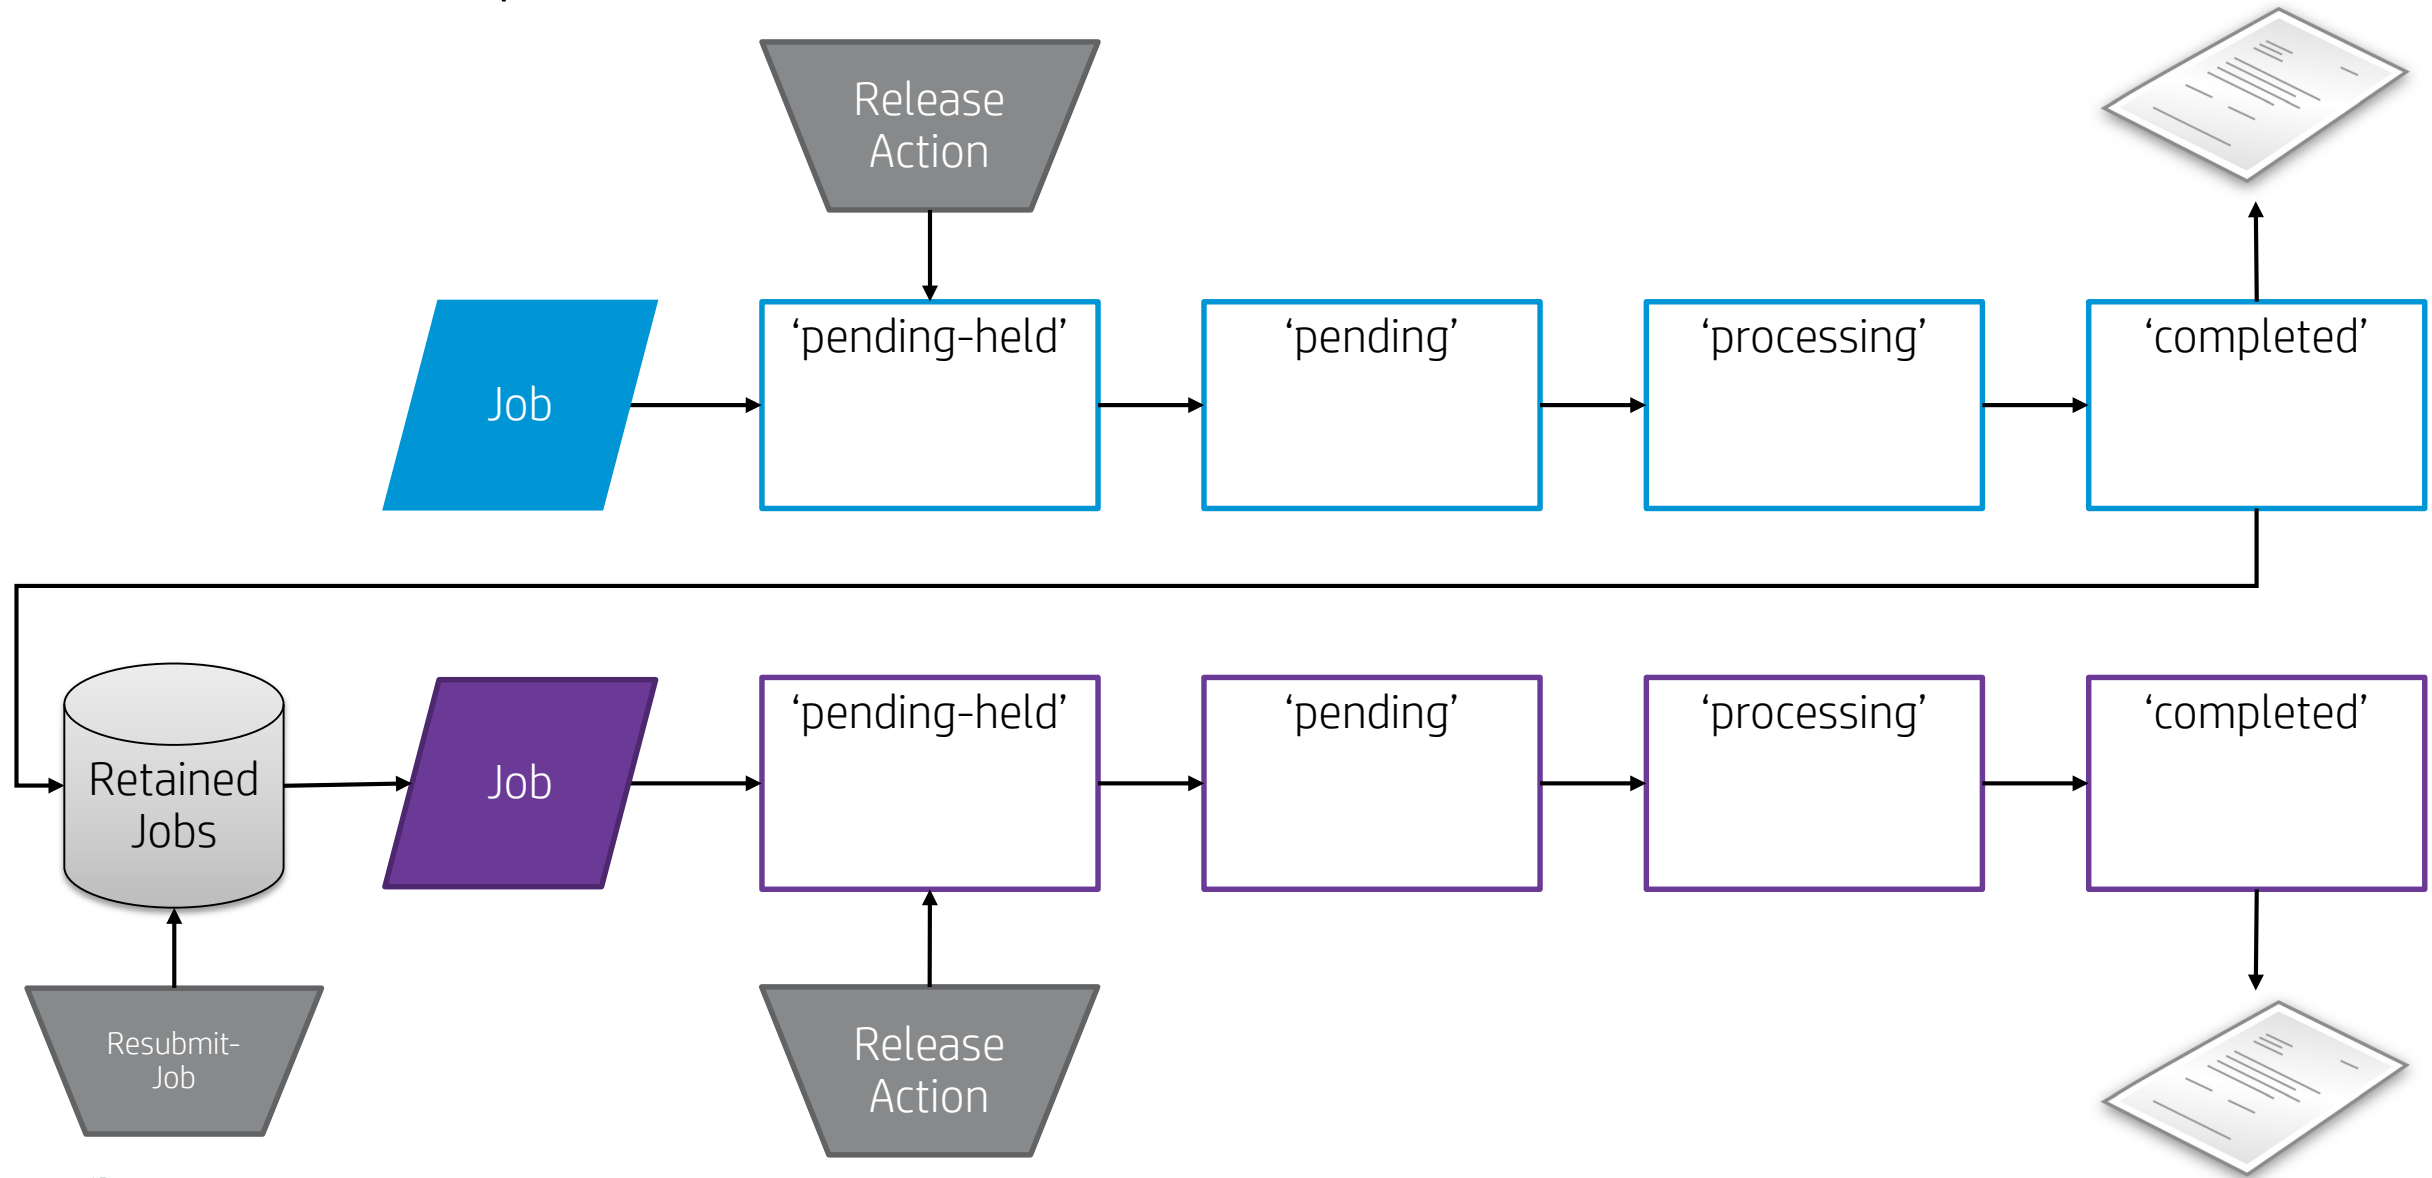 Release
Action
Job
‘pending-held’
‘pending’
‘processing’
‘completed’
Retained
Jobs
Job
‘pending-held’
‘pending’
‘processing’
‘completed’
Resubmit-
Job
Release
Action